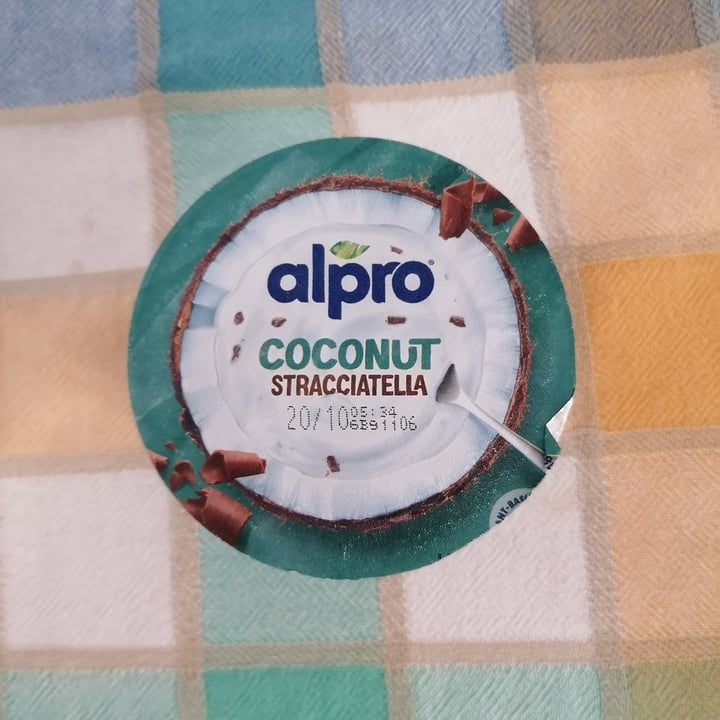 alpro®
COCONUT
STRACCIATELLA
20/10 05:34
6B91106